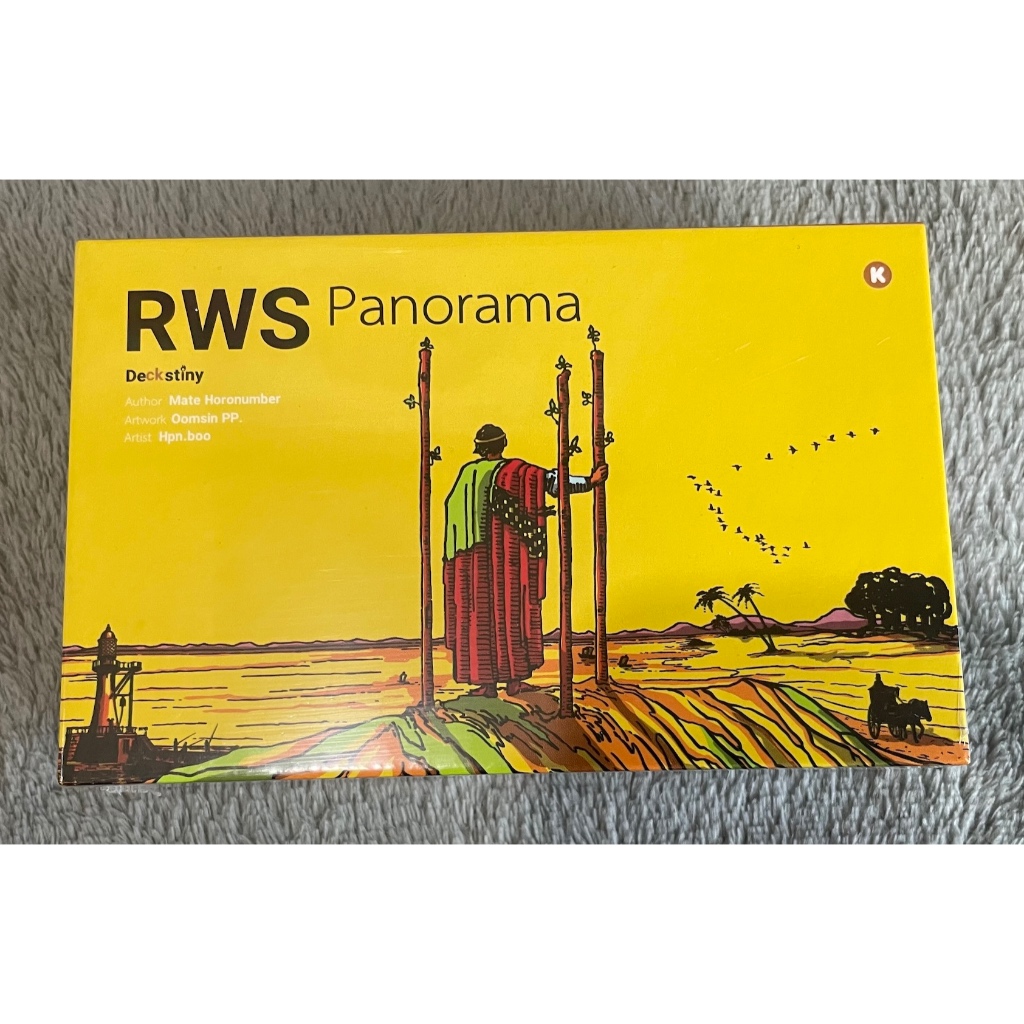 RWS Panorama
K
Deckstiny
Author Mate Horonumber
Artwork Oomsin PP.
Artist Hpn.boo